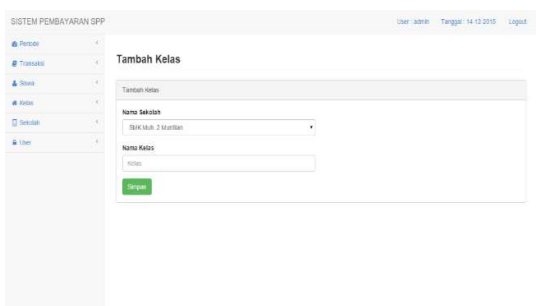 SISTEM PEMBAYARAN SPP
User : admin Tanggal : 14-12-2015 Logout
Periode
Transaksi
Siswa
Kelas
Sekolah
User
Tambah Kelas
Tambah Kelas
Nama Sekolah
SMK Muh. 2 Muntilan
Nama Kelas
Kelas
Simpan